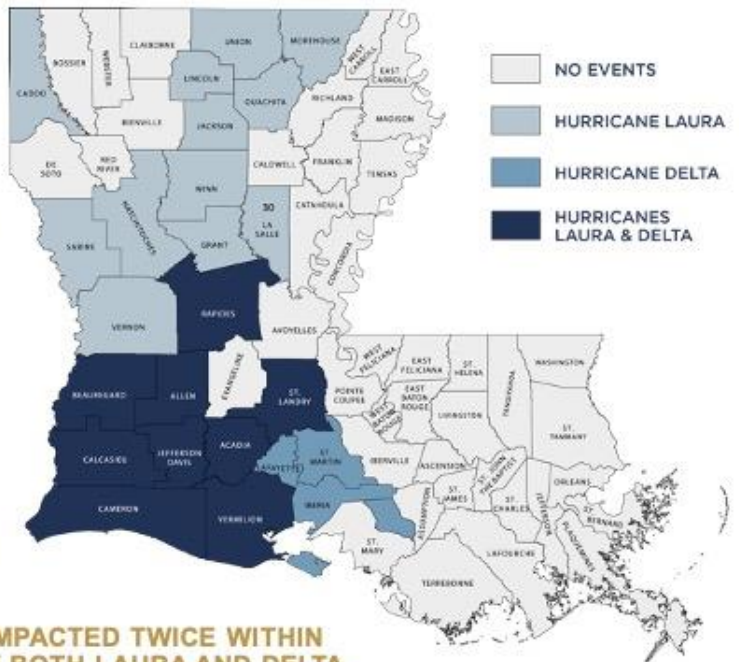 CLAIBORNE
UNION
MOREHOUSE
WEST
CARROLL
EAST
CARROLL
BOSSIER
WEBSTER
CADDO
LINCOLN
OUACHITA
RICHLAND
MADISON
BIENVILLE
JACKSON
DE
SOTO
RED
RIVER
CALDWELL
FRANKLIN
TENSAS
WINN
NATCHITOCHES
30
LA
SALLE
CATAHOULA
SABINE
GRANT
CONCORDIA
RAPIDES
VERNON
AVOYELLES
BEAUREGARD
ALLEN
EVANGELINE
ST.
LANDRY
POINTE
COUPEE
WEST
FELICIANA
EAST
FELICIANA
ST.
HELENA
TANGIPAHOA
WASHINGTON
EAST
BATON
ROUGE
WEST
BATON
ROUGE
LIVINGSTON
ST.
TAMMANY
CALCASIEU
JEFFERSON
DAVIS
ACADIA
LAFAYETTE
ST
MARTIN
IBERVILLE
ASCENSION
ST. JOHN
THE BAPTIST
ORLEANS
CAMERON
VERMILION
IBERIA
ASSUMPTION
ST.
JAMES
ST.
CHARLES
JEFFERSON
ST.
BERNARD
PLAQUEMINES
ST.
MARY
LAFOURCHE
TERREBONNE
NO EVENTS
HURRICANE LAURA
HURRICANE DELTA
HURRICANES
LAURA & DELTA
MPACTED TWICE WITHIN
BOTH LAURA AND DELTA